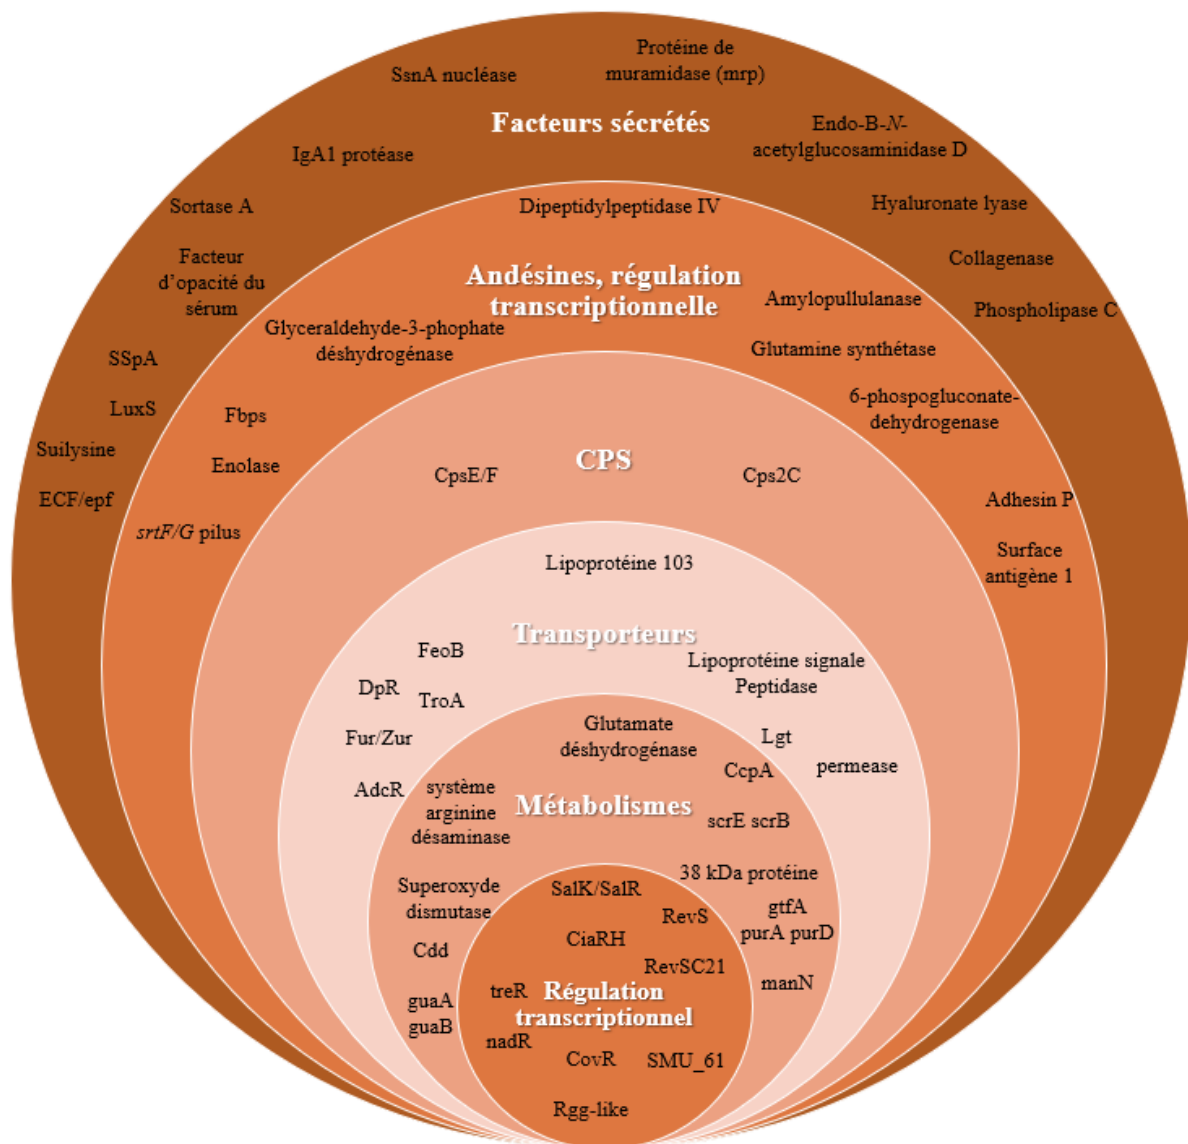 SsnA nucléase
Protéine de
muramidase (mrp)
Facteurs sécrétés
Endo-B-N-
acetylglucosaminidase D
IgA1 protéase
Sortase A
Hyaluronate lyase
Facteur
d’opacité du
sérum
Collagenase
Phospholipase C
SSpA
LuxS
Suilysine
ECF/epf
Dipeptidylpeptidase IV
Andésines, régulation
transcriptionnelle
Amylopullulanase
Glyceraldehyde-3-phophate
déshydrogénase
Glutamine synthétase
6-phospogluconate-
dehydrogenase
Fbps
Enolase
srtF/G pilus
Adhesin P
Surface
antigène 1
CPS
CpsE/F
Cps2C
Lipoprotéine 103
Transporteurs
FeoB
DpR
TroA
Lipoprotéine signale
Peptidase
Fur/Zur
Lgt
permease
AdcR
Glutamate
déshydrogénase
CcpA
système
arginine
désaminase
Métabolismes
scrE scrB
38 kDa protéine
Superoxyde
dismutase
gtfA
purA purD
Cdd
manN
guaA
guaB
SalK/SalR
RevS
CiaRH
RevSC21
treR
Régulation
transcriptionnel
nadR
CovR
SMU_61
Rgg-like